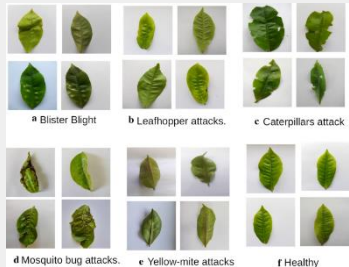 a Blister Blight
b Leafhopper attacks.
c Caterpillars attack
d Mosquito bug attacks.
e Yellow-mite attacks
f Healthy